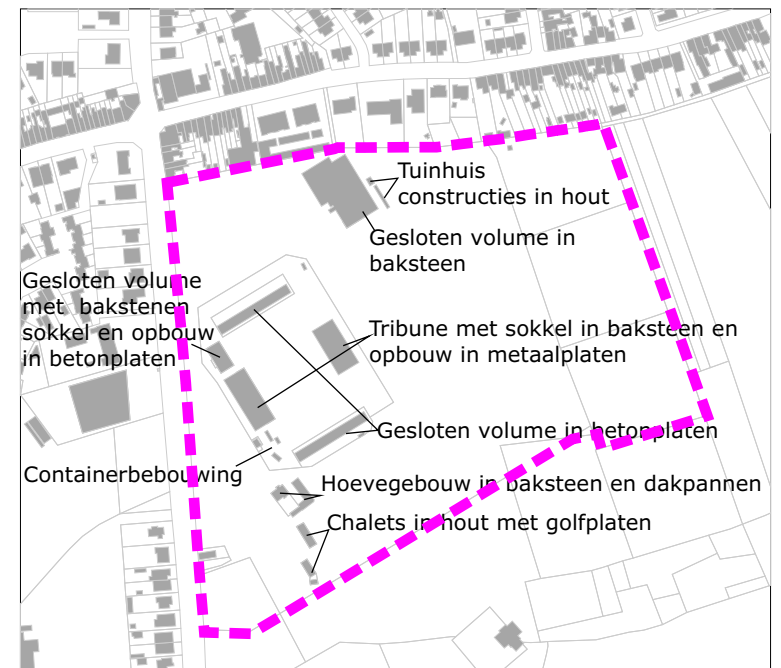 Tuinhuis
constructies in hout
Gesloten volume in
baksteen
Gesloten volume
met bakstenen
sokkel en opbouw
in betonplaten
Tribune met sokkel in baksteen en
opbouw in metaalplaten
Gesloten volume in betonplaten
Containerbebouwing
Hoevegebouw in baksteen en dakpannen
Chalets in hout met golfplaten